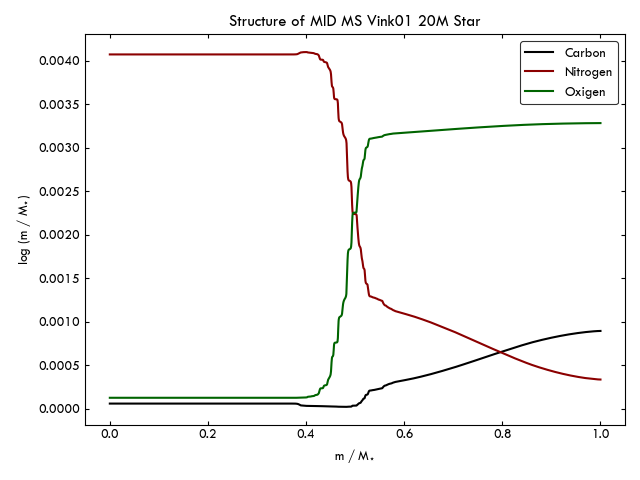 Structure of MID MS Vink01 20M Star
Carbon
Nitrogen
Oxigen
log (m / M⋆)
0.0040
0.0035
0.0030
0.0025
0.0020
0.0015
0.0010
0.0005
0.0000
0.0 0.2 0.4 0.6 0.8 1.0
m / M⋆